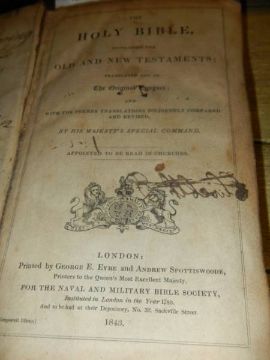 THE
HOLY BIBLE,
CONTAINING THE
OLD AND NEW TESTAMENTS;
TRANSLATED OUT OF
The Original Tongues;
AND
WITH THE FORMER TRANSLATIONS DILIGENTLY COMPARED
AND REVISED,
BY HIS MAJESTY'S SPECIAL COMMAND.
APPOINTED TO BE READ IN CHURCHES.
LONDON:
Printed by GEORGE E. EYRE and ANDREW SPOTTISWOODE,
Printers to the Queen's Most Excellent Majesty.
FOR THE NAVAL AND MILITARY BIBLE SOCIETY,
Instituted in London in the Year 1780.
And to be had at their Depository, No. 32, Sackville Street.
1843.